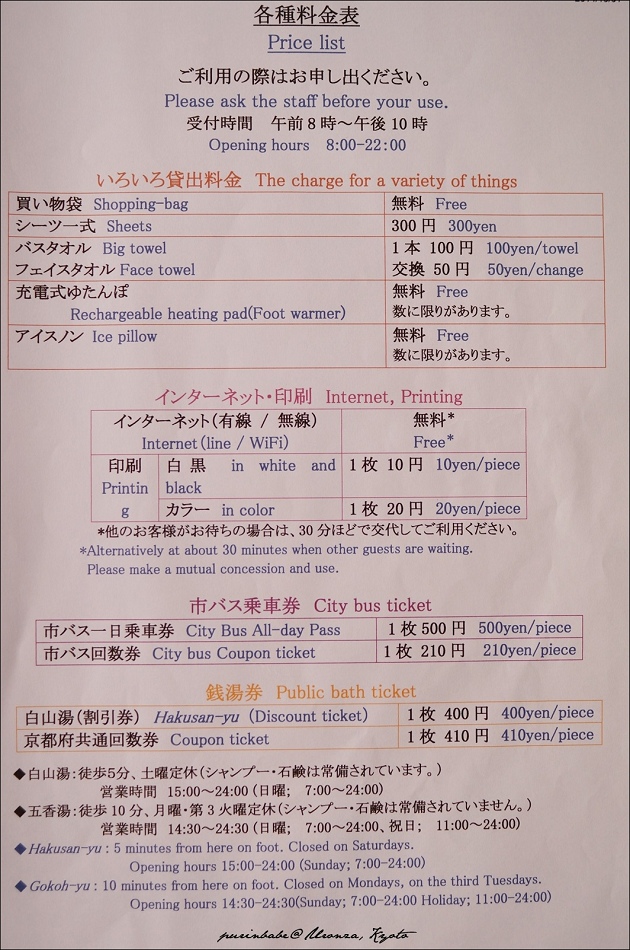 各種料金表
Price list
ご利用の際はお申し出ください。
Please ask the staff before your use.
受付時間 午前8時～午後10時
Opening hours 8:00-22:00
いろいろ貸出料金 The charge for a variety of things
買い物袋 Shopping-bag 無料 Free
シーツ一式 Sheets 300円 300yen
バスタオル Big towel 1本 100円 100yen/towel
フェイスタオル Face towel 交換 50円 50yen/change
充電式ゆたんぽ 無料 Free
Rechargeable heating pad(Foot warmer) 数に限りがあります。
アイスノン Ice pillow 無料 Free
数に限りがあります。
インターネット・印刷 Internet, Printing
インターネット（有線 / 無線） 無料*
Internet（line / WiFi） Free*
印刷 白黒 in white and 1枚 10円 10yen/piece
Printin black
g カラー in color 1枚 20円 20yen/piece
*他のお客様がお待ちの場合は、30分ほどで交代してご利用ください。
*Alternatively at about 30 minutes when other guests are waiting.
Please make a mutual concession and use.
市バス乗車券 City bus ticket
市バス一日乗車券 City Bus All-day Pass 1枚500円 500yen/piece
市バス回数券 City bus Coupon ticket 1枚 210円 210yen/piece
銭湯券 Public bath ticket
白山湯（割引券） Hakusan-yu (Discount ticket) 1枚 400円 400yen/piece
京都府共通回数券 Coupon ticket 1枚 410円 410yen/piece
◆白山湯：徒歩5分、土曜定休（シャンプー・石鹸は常備されています。）
営業時間 15:00～24:00（日曜； 7:00～24:00）
◆五香湯：徒歩10分、月曜・第3火曜定休（シャンプー・石鹸は常備されていません。）
営業時間 14:30～24:30（日曜； 7:00～24:00、祝日； 11:00～24:00）
◆Hakusan-yu : 5 minutes from here on foot. Closed on Saturdays.
Opening hours 15:00-24:00 (Sunday; 7:00-24:00)
◆Gokoh-yu : 10 minutes from here on foot. Closed on Mondays, on the third Tuesdays.
Opening hours 14:30-24:30(Sunday; 7:00-24:00 Holiday; 11:00-24:00)
purinbabe@Uronza, Kyoto